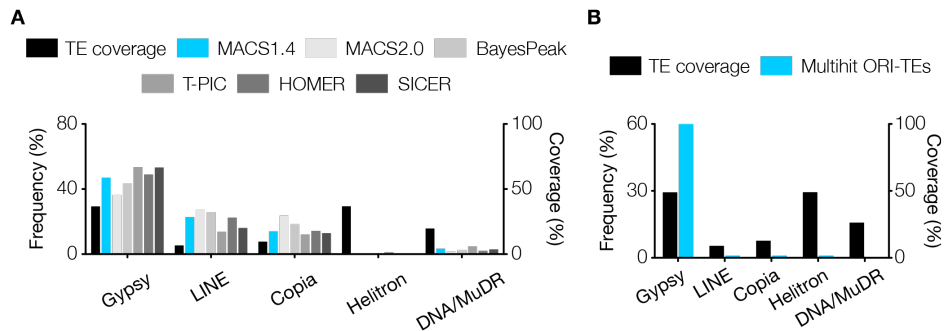 A
TE coverage MACS1.4 MACS2.0 BayesPeak
T-PIC HOMER SICER
Frequency (%)
80
40
0
100
50
0
Coverage (%)
Gypsy LINE Copia Helitron DNA/MuDR
B
TE coverage Multihit ORI-TEs
Frequency (%)
60
30
0
100
50
0
Coverage (%)
Gypsy LINE Copia Helitron DNA/MuDR